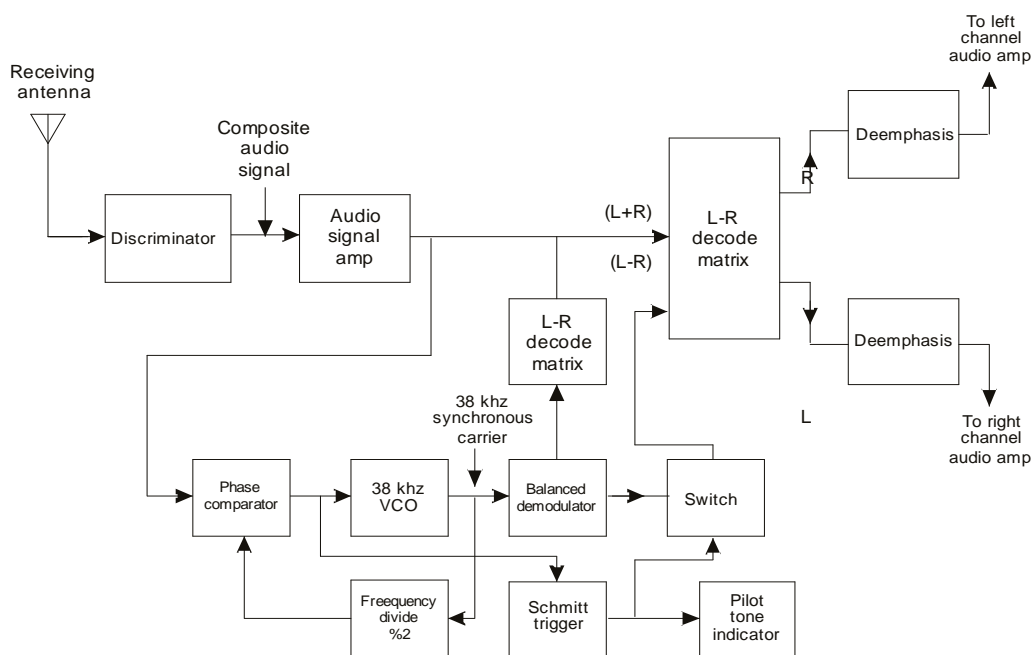 To left
channel
audio amp
Receiving
antenna
Composite
audio
signal
Deemphasis
R
Discriminator
Audio
signal
amp
(L+R)
(L-R)
L-R
decode
matrix
L-R
decode
matrix
Deemphasis
38 khz
synchronous
carrier
L
To right
channel
audio amp
Phase
comparator
38 khz
VCO
Balanced
demodulator
Switch
Freequency
divide
%2
Schmitt
trigger
Pilot
tone
indicator